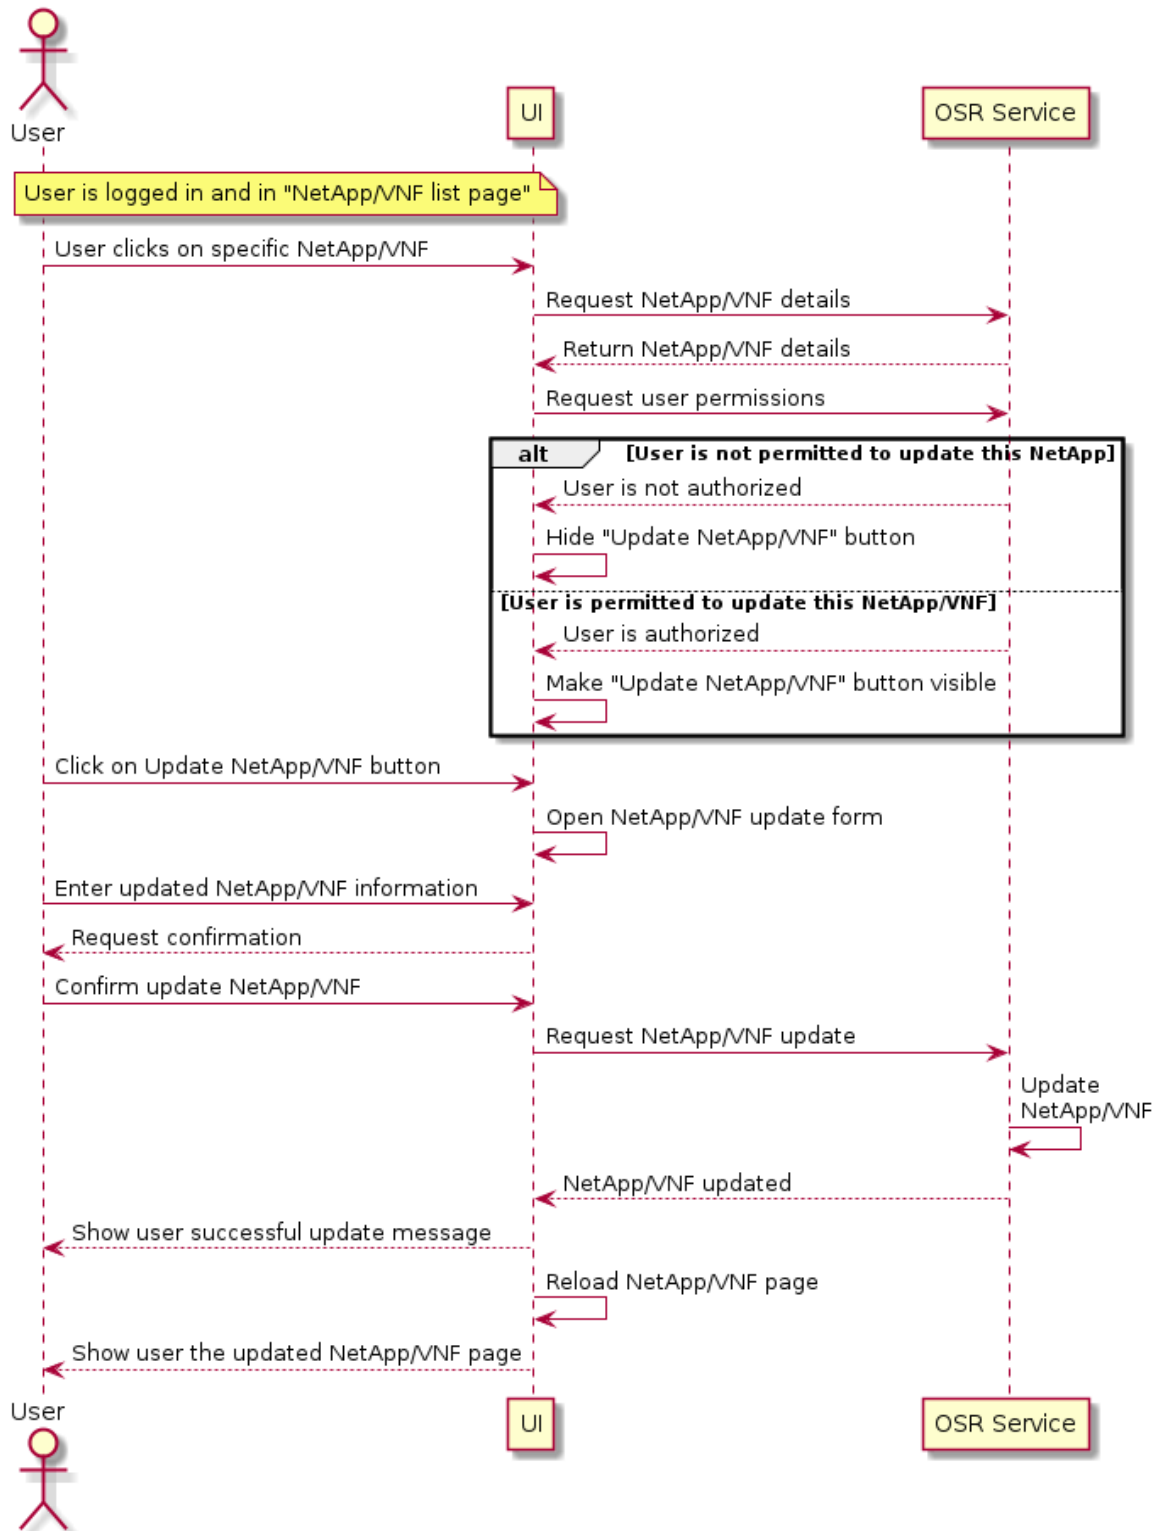 User
UI
OSR Service
User is logged in and in "NetApp/VNF list page"
User clicks on specific NetApp/VNF
Request NetApp/VNF details
Return NetApp/VNF details
Request user permissions
alt
[User is not permitted to update this NetApp]
User is not authorized
Hide "Update NetApp/VNF" button
[User is permitted to update this NetApp/VNF]
User is authorized
Make "Update NetApp/VNF" button visible
Click on Update NetApp/VNF button
Open NetApp/VNF update form
Enter updated NetApp/VNF information
Request confirmation
Confirm update NetApp/VNF
Request NetApp/VNF update
Update
NetApp/VNF
NetApp/VNF updated
Show user successful update message
Reload NetApp/VNF page
Show user the updated NetApp/VNF page
User
UI
OSR Service